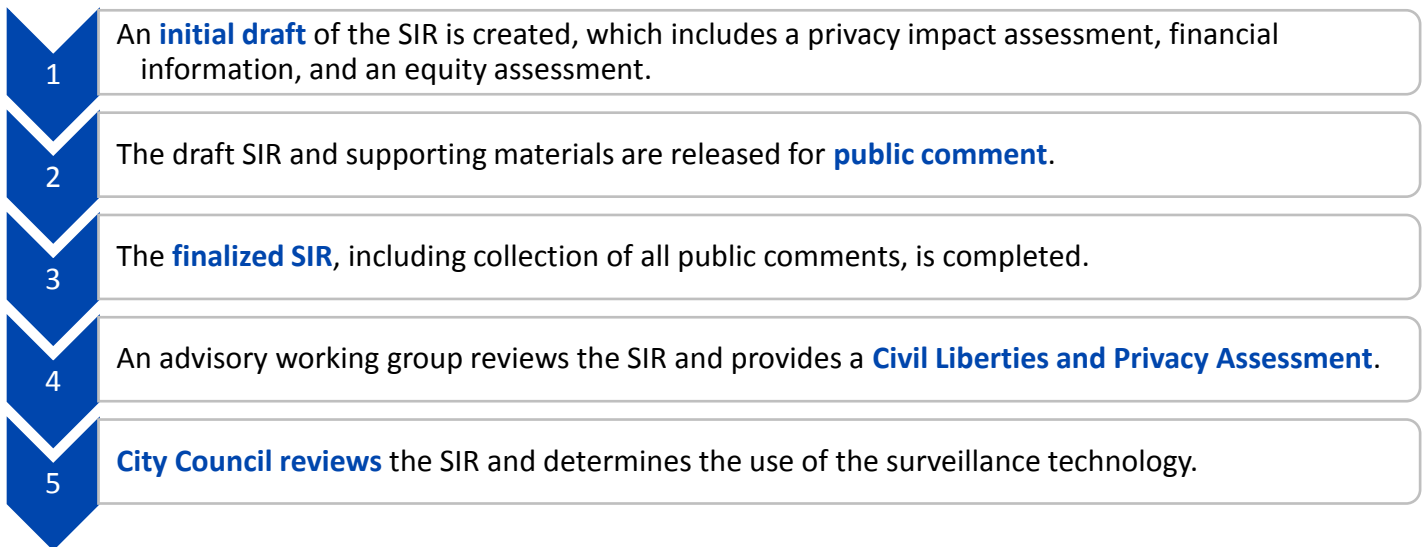 1
An initial draft of the SIR is created, which includes a privacy impact assessment, financial
information, and an equity assessment.
2
The draft SIR and supporting materials are released for public comment.
3
The finalized SIR, including collection of all public comments, is completed.
4
An advisory working group reviews the SIR and provides a Civil Liberties and Privacy Assessment.
5
City Council reviews the SIR and determines the use of the surveillance technology.